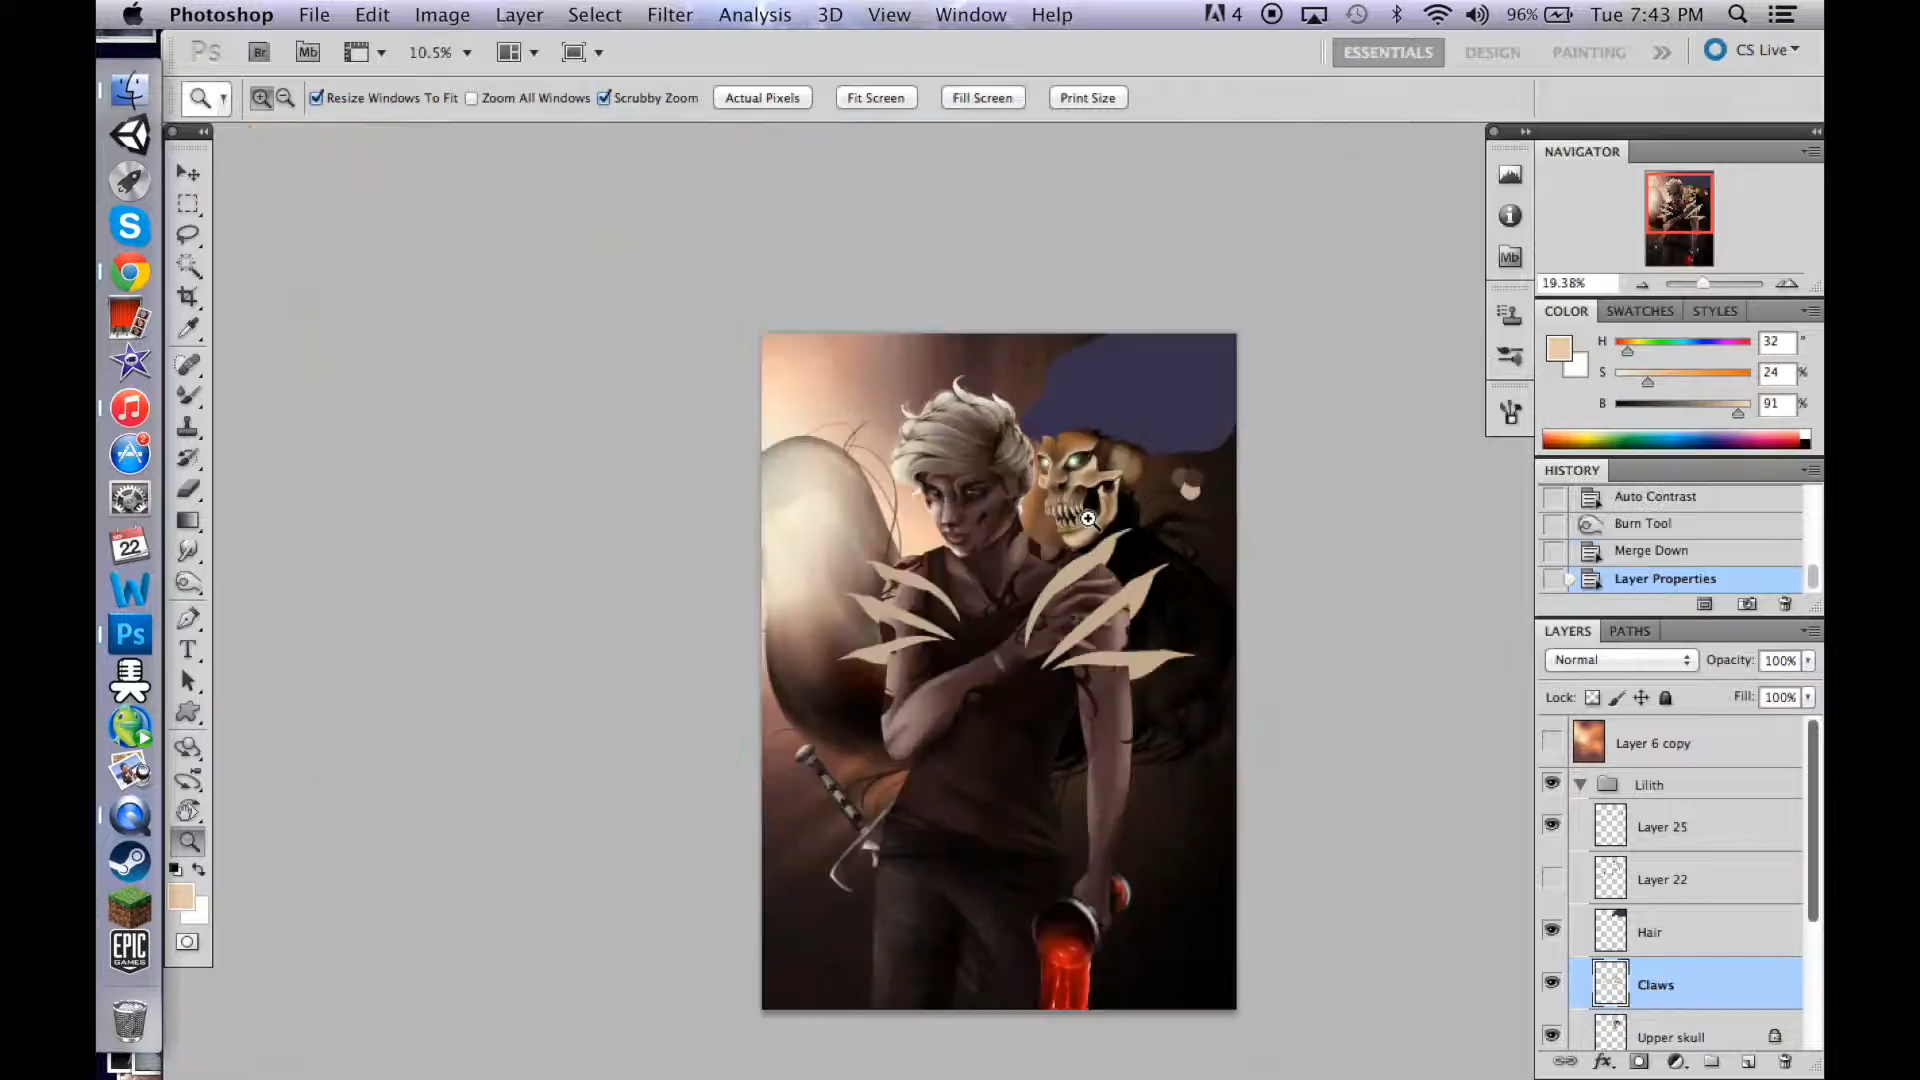 Photoshop File Edit Image Layer Select Filter Analysis 3D View Window Help 4 96% Tue 7:43 PM
Ps Br Mb 10.5% ESSENTIALS DESIGN PAINTING CS Live
Resize Windows To Fit Zoom All Windows Scrubby Zoom Actual Pixels Fit Screen Fill Screen Print Size
NAVIGATOR
Mb
19.38%
COLOR SWATCHES STYLES
H 32 °
S 24 %
B 91 %
HISTORY
Auto Contrast
Burn Tool
Merge Down
Layer Properties
LAYERS PATHS
Normal Opacity: 100%
Lock: Fill: 100%
Layer 6 copy
Lilith
Layer 25
Layer 22
Hair
Claws
Upper skull
fx
S
2
22
W
Ps
T
EPIC
GAMES